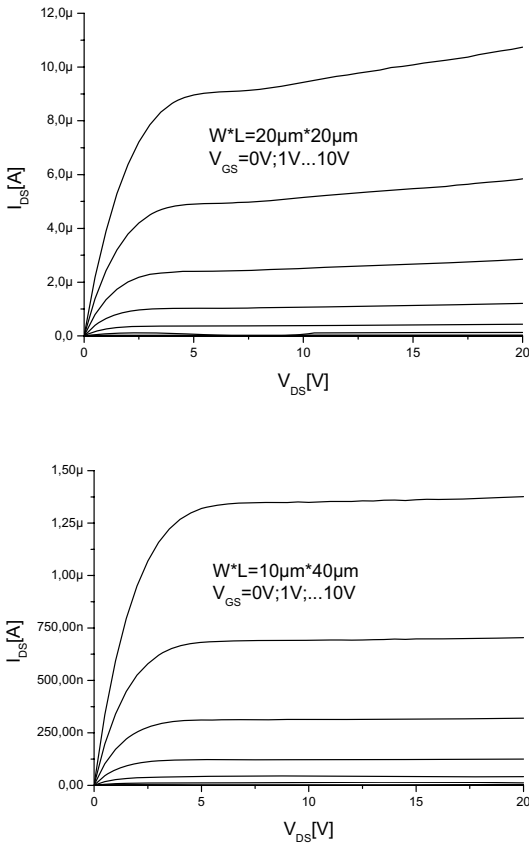 12,0µ
10,0µ
8,0µ
6,0µ
4,0µ
2,0µ
0,0
I_DS[A]
W*L=20µm*20µm
V_GS=0V;1V...10V
0 5 10 15 20
V_DS[V]
1,50µ
1,25µ
1,00µ
750,00n
500,00n
250,00n
0,00
I_DS[A]
W*L=10µm*40µm
V_GS=0V;1V;...10V
0 5 10 15 20
V_DS[V]